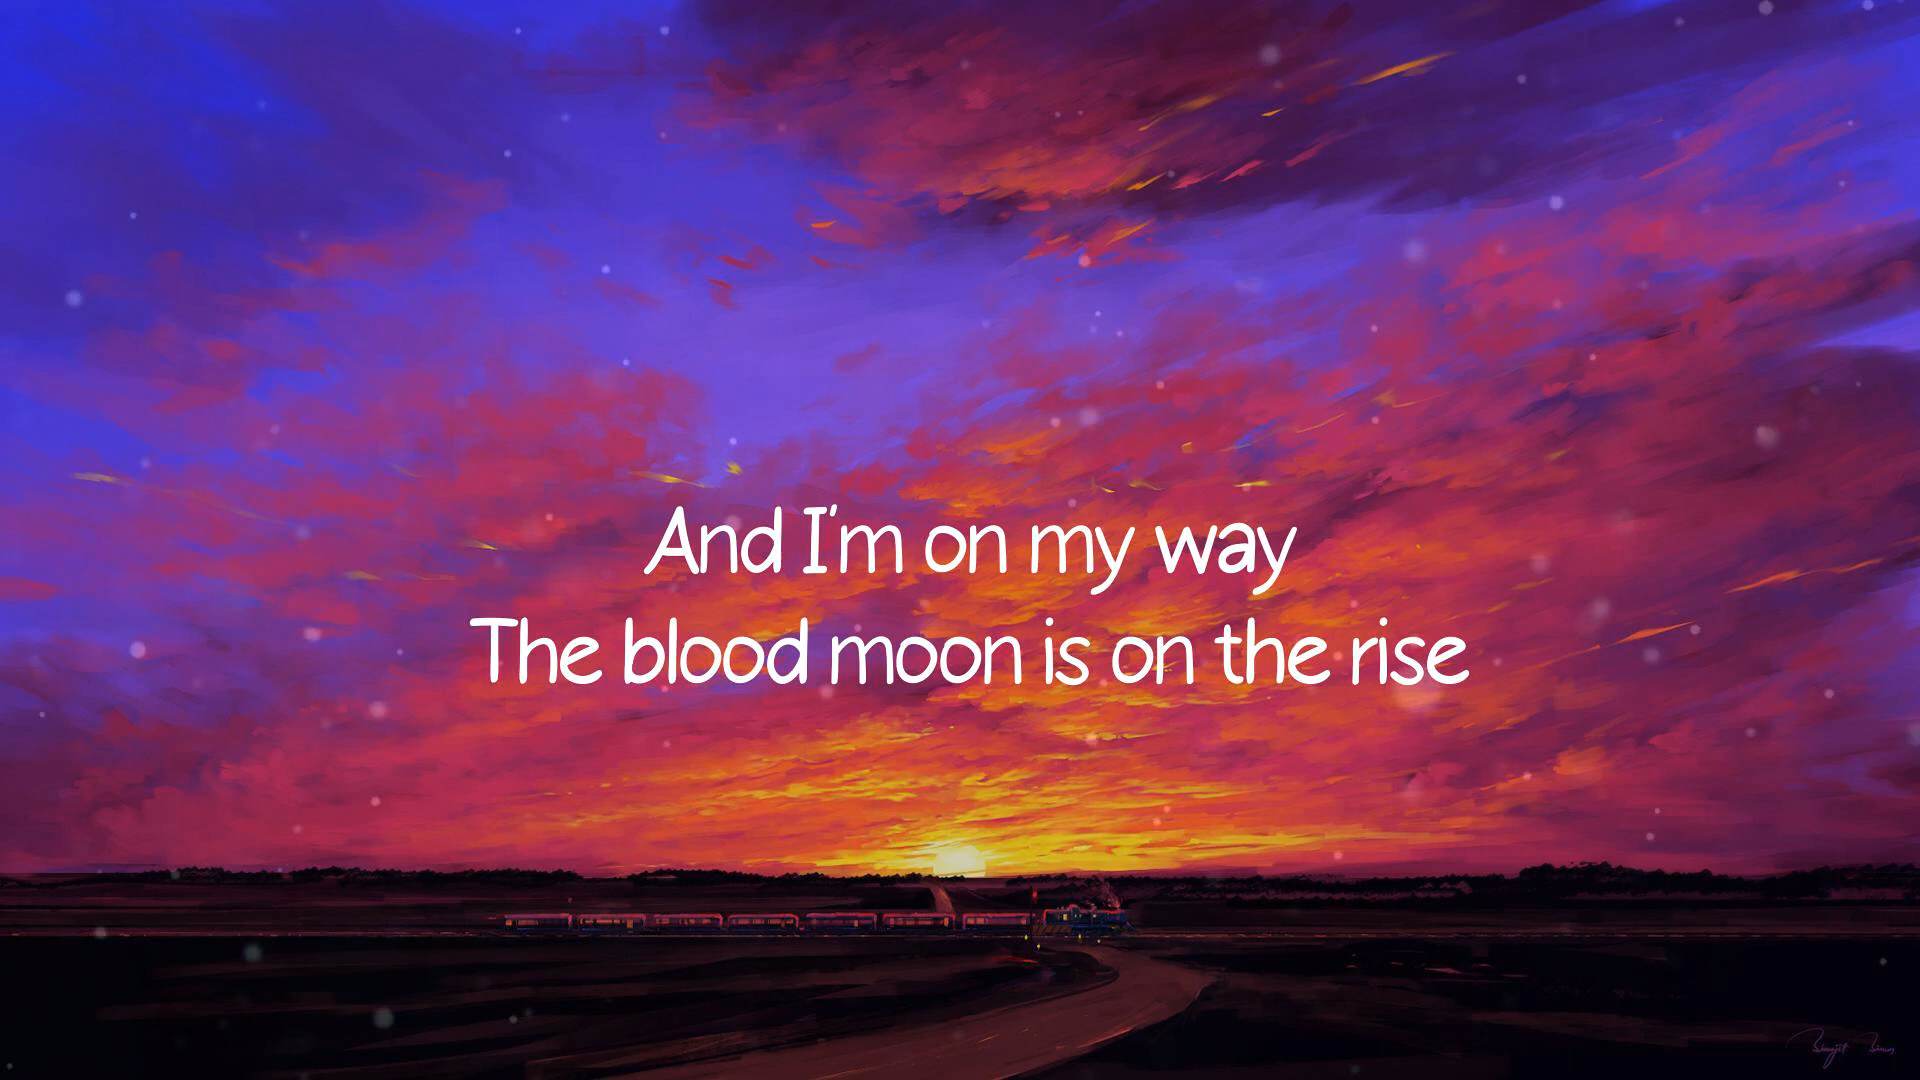 And I'm on my way
The blood moon is on the rise